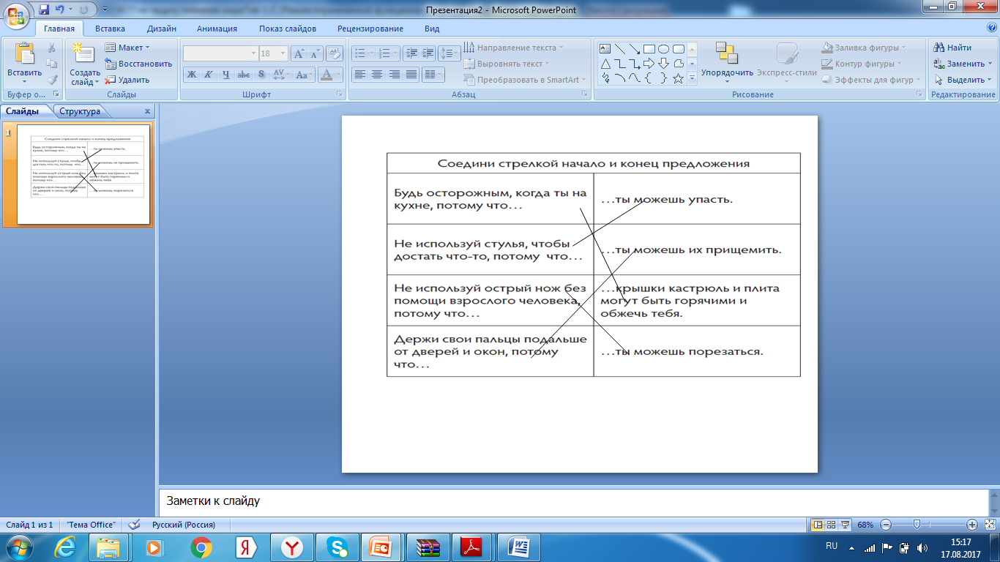 Презентация2 - Microsoft PowerPoint
Главная Вставка Дизайн Анимация Показ слайдов Рецензирование Вид
Вставить
Буфер о...
Создать слайд
Макет
Восстановить
Удалить
Слайды
18
Ж К Ч abc S AV Aa A
Шрифт
Направление текста
Выровнять текст
Преобразовать в SmartArt
Абзац
Упорядочить
Экспресс-стили
Заливка фигуры
Контур фигуры
Эффекты для фигур
Рисование
Найти
Заменить
Выделить
Редактирование
Слайды Структура x
1
Соедини стрелкой начало и конец предложения
Будь осторожным, когда ты на
кухне, потому что…
…ты можешь упасть.
Не используй стулья, чтобы
достать что-то, потому что…
…ты можешь их прищемить.
Не используй острый нож без
помощи взрослого человека,
потому что…
…крышки кастрюль и плита
могут быть горячими и
обжечь тебя.
Держи свои пальцы подальше
от дверей и окон, потому
что…
…ты можешь порезаться.
Заметки к слайду
Слайд 1 из 1 "Тема Office" Русский (Россия) 68%
RU
15:17
17.08.2017